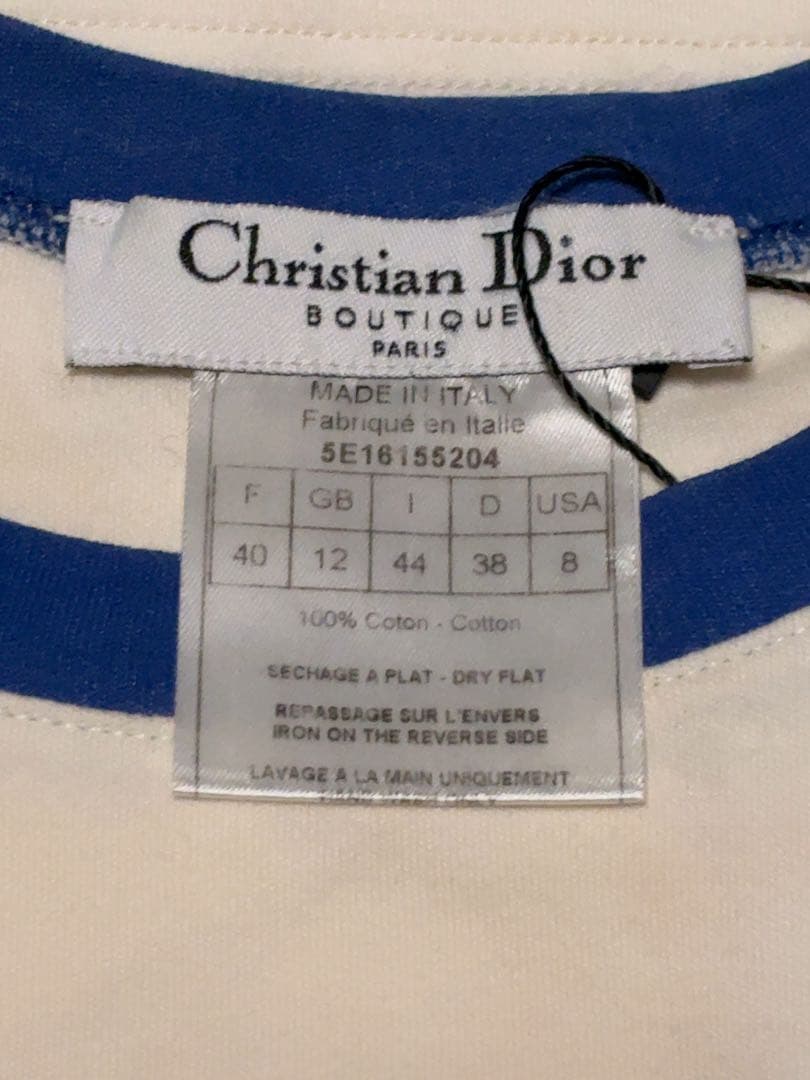 Christian Dior
BOUTIQUE
PARIS
MADE IN ITALY
Fabriqué en Italie
5E16155204
F GB I D USA
40 12 44 38 8
100% Coton - Cotton
SECHAGE A PLAT - DRY FLAT
REPASSAGE SUR L'ENVERS
IRON ON THE REVERSE SIDE
LAVAGE A LA MAIN UNIQUEMENT